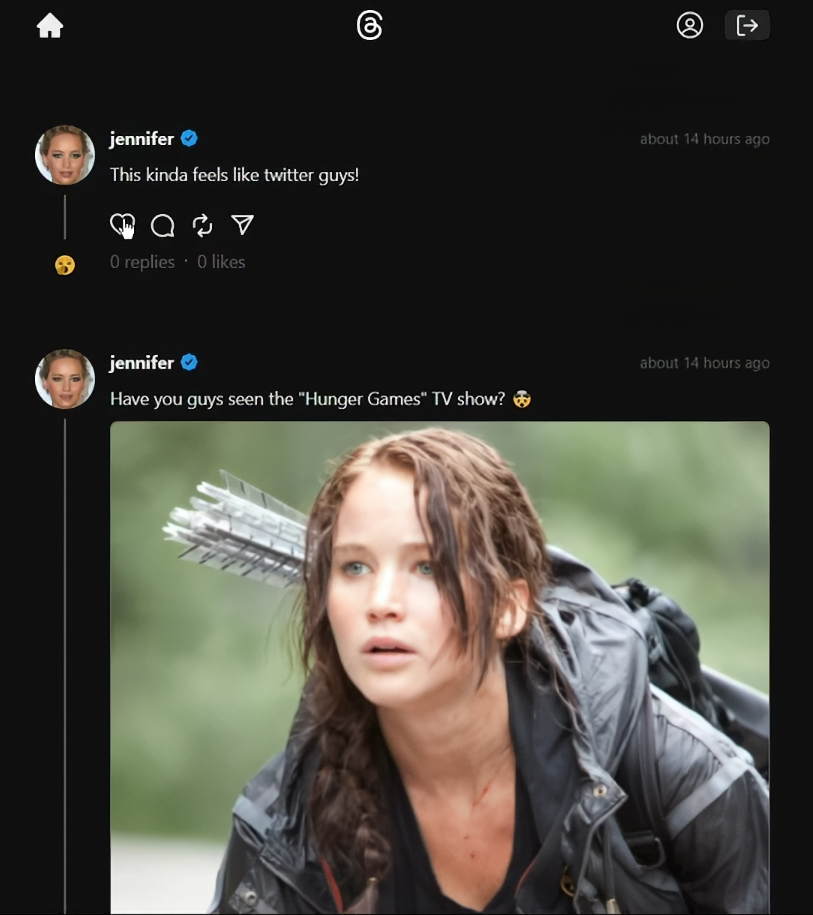 jennifer
about 14 hours ago
This kinda feels like twitter guys!
0 replies · 0 likes
jennifer
about 14 hours ago
Have you guys seen the "Hunger Games" TV show? 😨